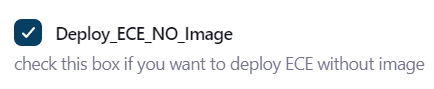 Deploy_ECE_NO_Image
check this box if you want to deploy ECE without image